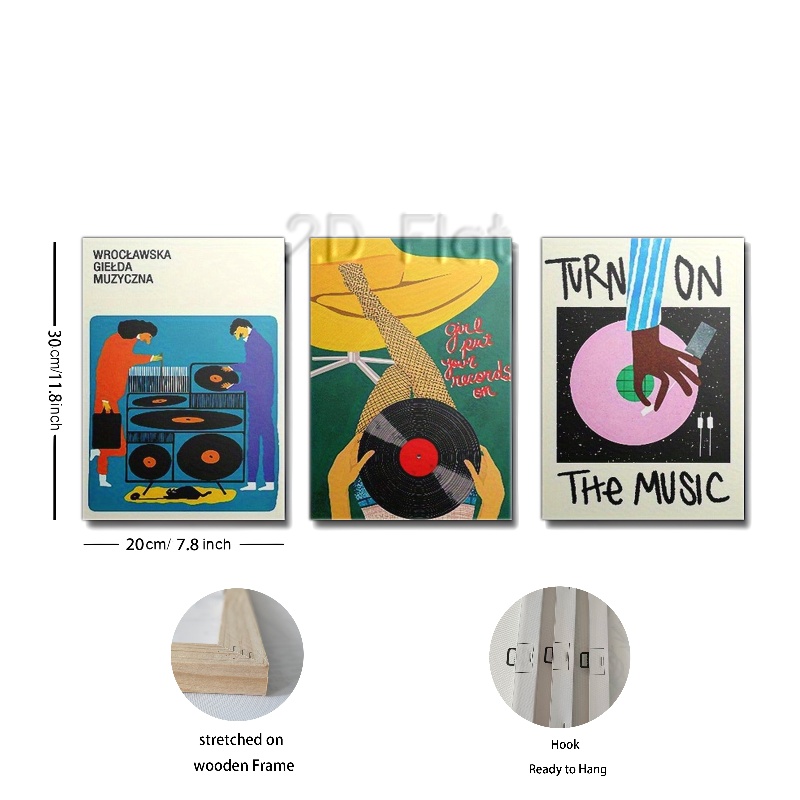 2D Flat
WROCŁAWSKA
GIEŁDA
MUZYCZNA
girl
put
your
records
on
TURN ON
THe MUSIC
30cm/11.8inch
20cm/ 7.8 inch
stretched on
wooden Frame
Hook
Ready to Hang